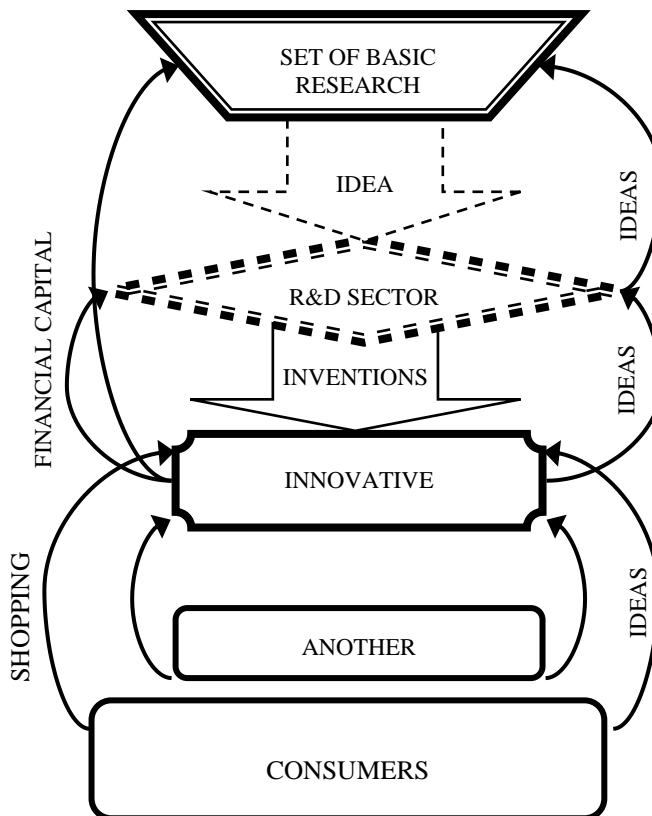 SET OF BASIC
RESEARCH
IDEA
IDEAS
R&D SECTOR
FINANCIAL CAPITAL
INVENTIONS
IDEAS
INNOVATIVE
SHOPPING
IDEAS
ANOTHER
CONSUMERS